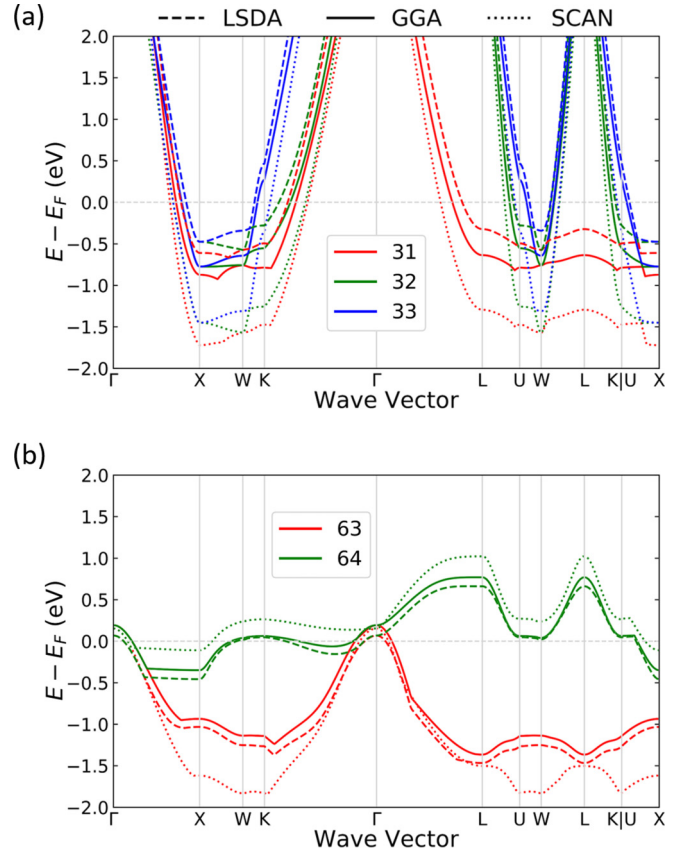 (a)
LSDA GGA SCAN
2.0
1.5
1.0
0.5
0.0
−0.5
−1.0
−1.5
−2.0
E − E_F (eV)
31
32
33
Γ X W K Γ L U W L K|U X
Wave Vector
(b)
2.0
1.5
1.0
0.5
0.0
−0.5
−1.0
−1.5
−2.0
E − E_F (eV)
63
64
Γ X W K Γ L U W L K|U X
Wave Vector